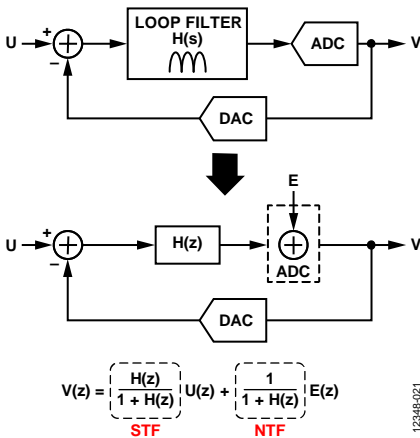 LOOP FILTER
H(s)
U
+
−
ADC
V
DAC
E
U
+
−
H(z)
ADC
V
DAC
V(z) = H(z) / 1 + H(z) U(z) + 1 / 1 + H(z) E(z)
STF NTF
12348-021